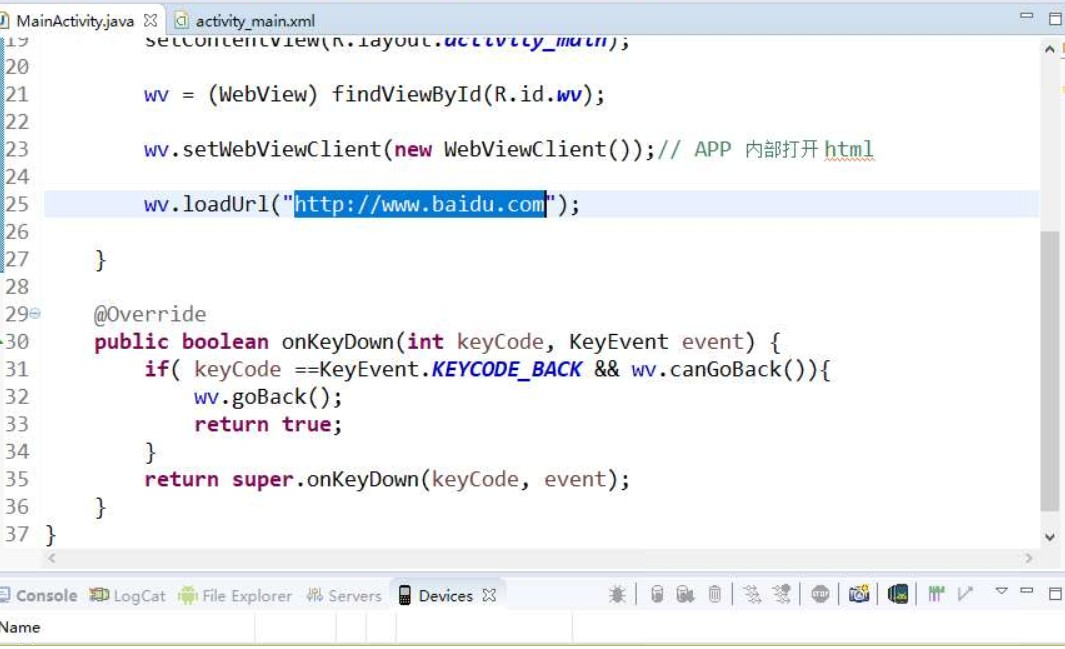 MainActivity.java activity_main.xml
19 setContentView(R.layout.activity_main);
20
21 wv = (WebView) findViewById(R.id.wv);
22
23 wv.setWebViewClient(new WebViewClient());// APP 内部打开html
24
25 wv.loadUrl("http://www.baidu.com");
26
27 }
28
29 @Override
30 public boolean onKeyDown(int keyCode, KeyEvent event) {
31 if( keyCode ==KeyEvent.KEYCODE_BACK && wv.canGoBack()){
32 wv.goBack();
33 return true;
34 }
35 return super.onKeyDown(keyCode, event);
36 }
37 }
Console LogCat File Explorer Servers Devices
Name